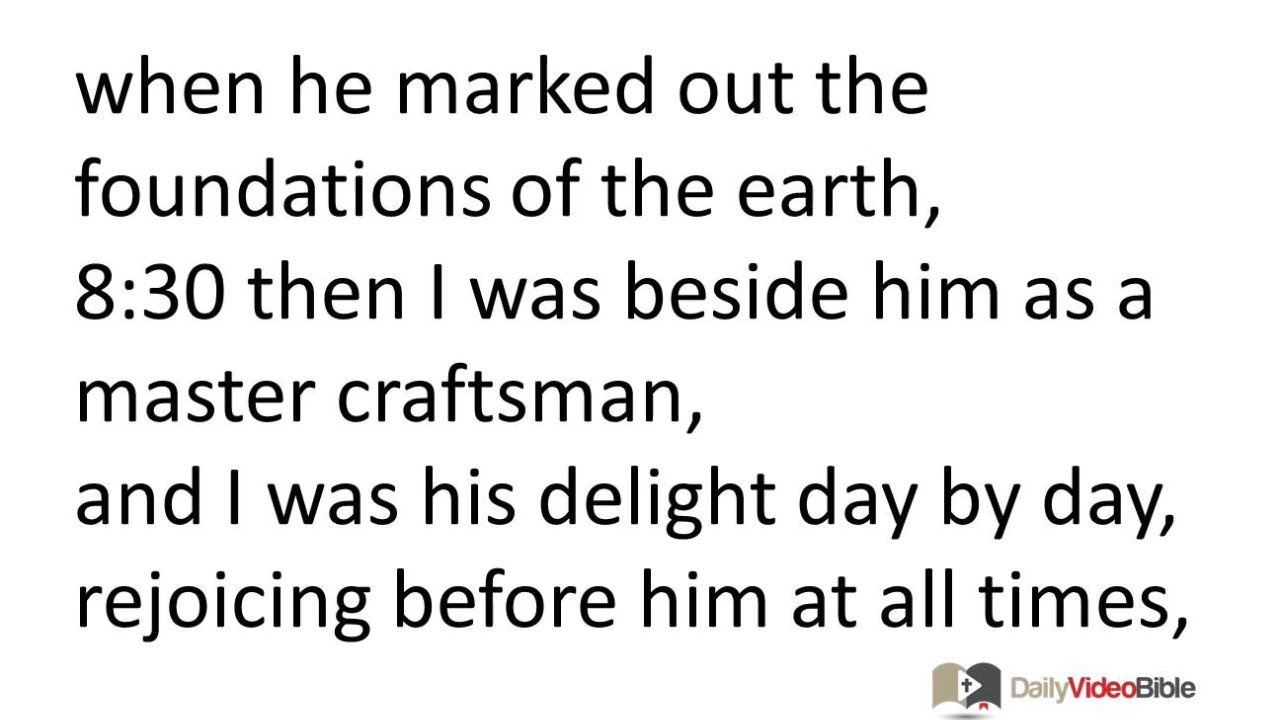 when he marked out the
foundations of the earth,
8:30 then I was beside him as a
master craftsman,
and I was his delight day by day,
rejoicing before him at all times,
DailyVideoBible